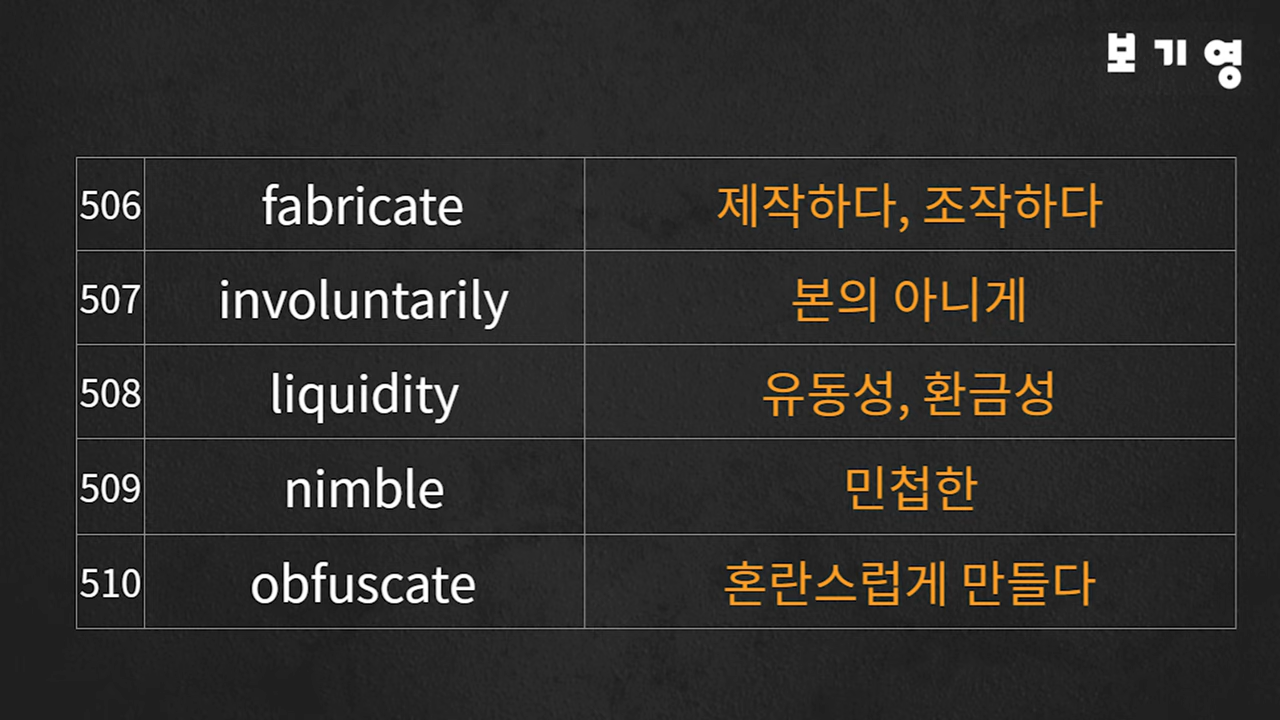 보기영
506 fabricate 제작하다, 조작하다
507 involuntarily 본의 아니게
508 liquidity 유동성, 환금성
509 nimble 민첩한
510 obfuscate 혼란스럽게 만들다